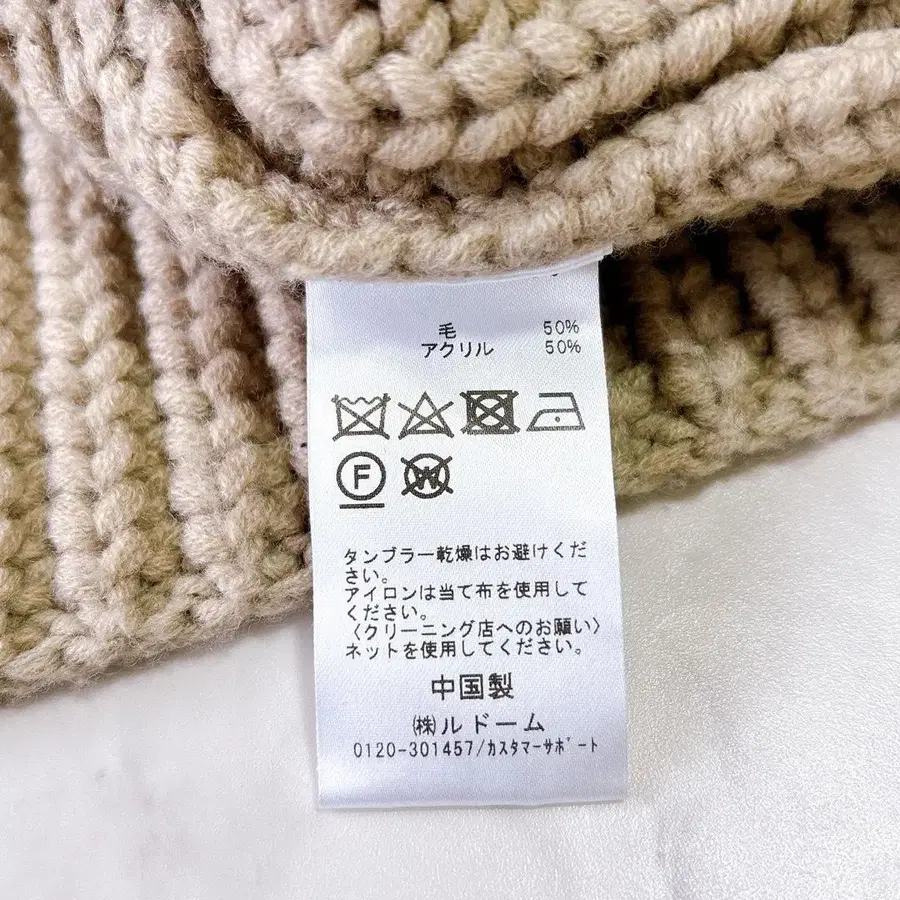 毛 50%
アクリル 50%
F W
タンブラー乾燥はお避けくだ
さい。
アイロンは当て布を使用して
ください。
〈クリーニング店へのお願い〉
ネットを使用してください。
中国製
㈱ルドーム
0120-301457/カスタマーサポート